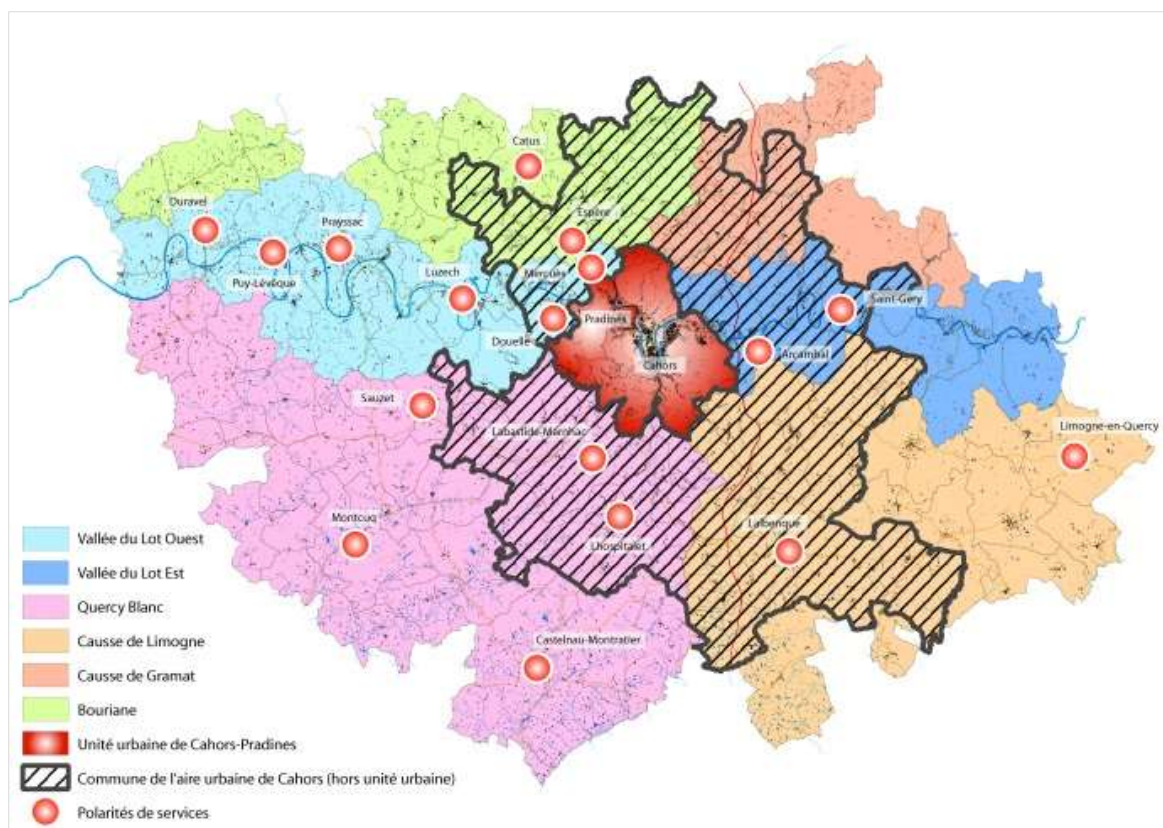 Catus
Duravel
Espère
Prayssac
Mercuès
Puy-Lévêque
Luzech
Saint-Géry
Pradines
Douelle
Arcambal
Cahors
Sauzet
Limogne-en-Quercy
Labastide-Marnhac
Montcuq
Lalbenque
Lhospitalet
Castelnau-Montratier
Vallée du Lot Ouest
Vallée du Lot Est
Quercy Blanc
Causse de Limogne
Causse de Gramat
Bouriane
Unité urbaine de Cahors-Pradines
Commune de l'aire urbaine de Cahors (hors unité urbaine)
Polarités de services